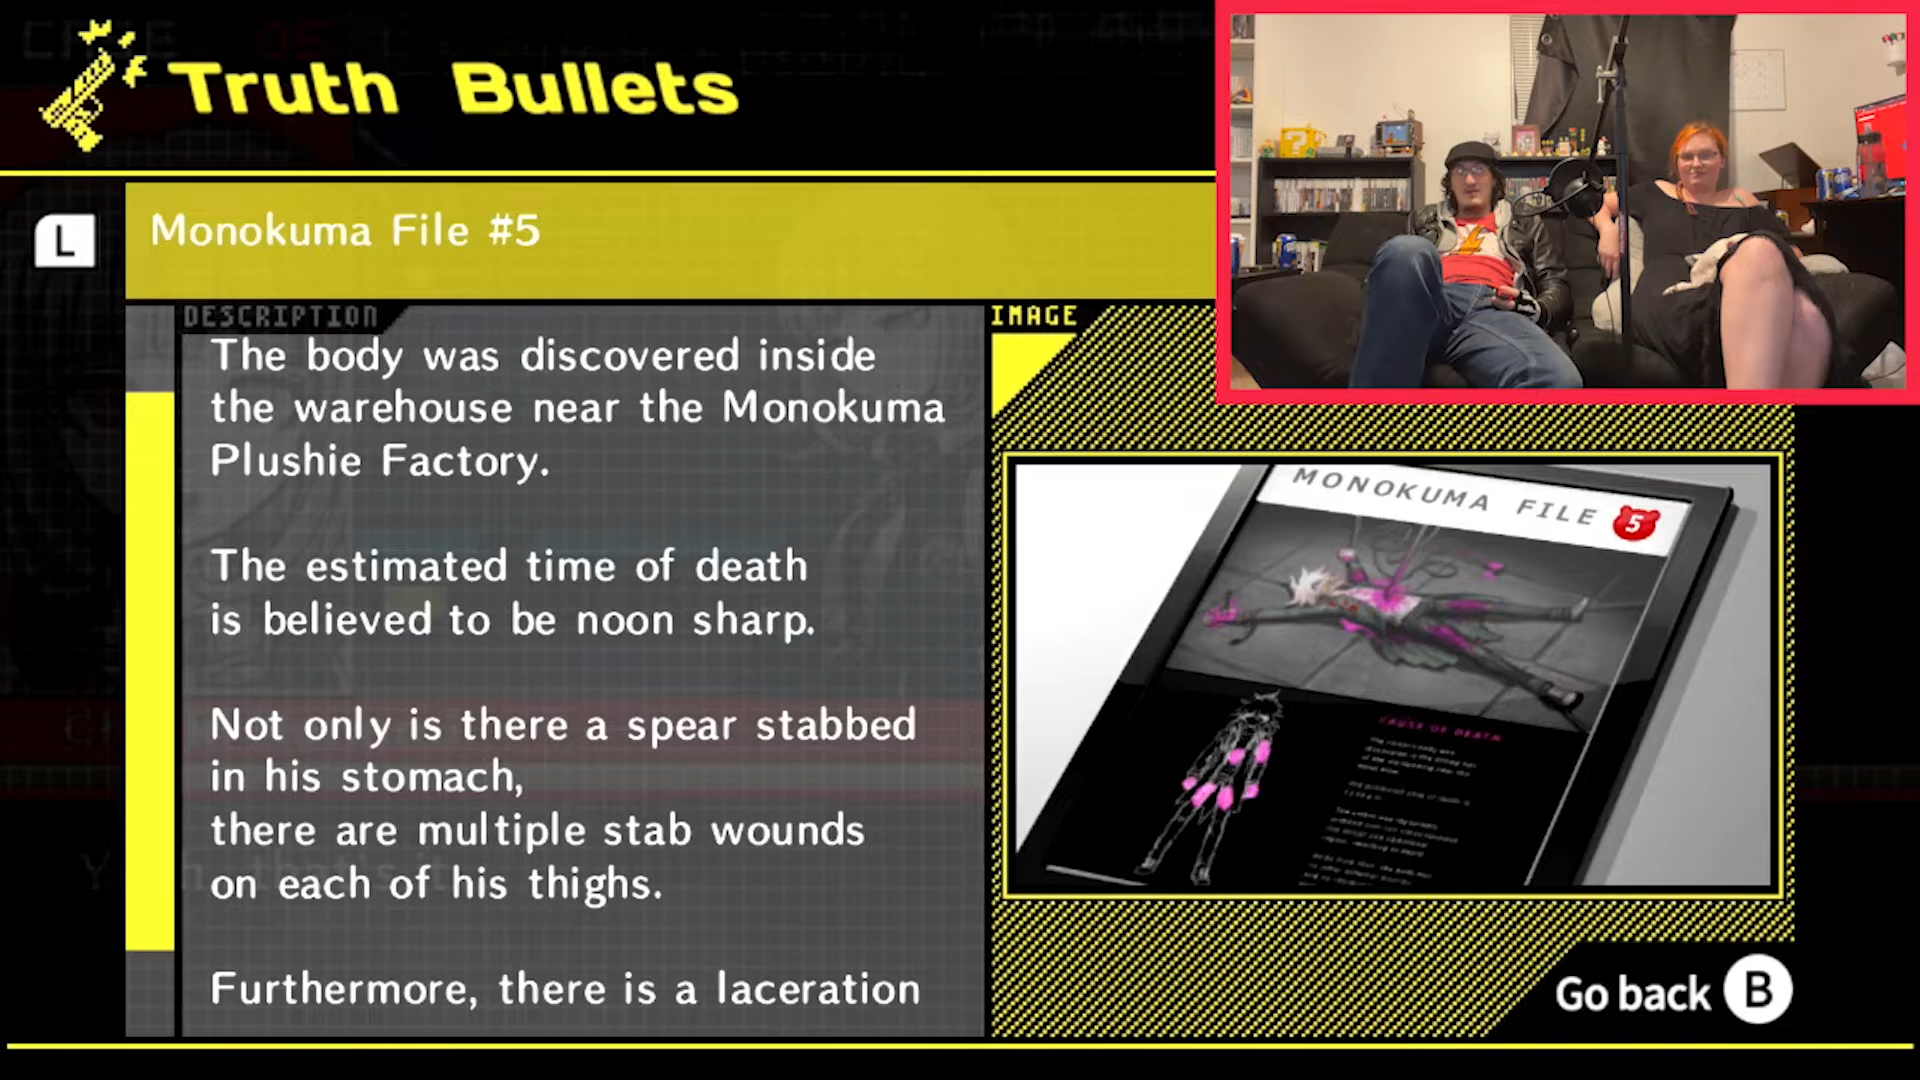 Truth Bullets
L
Monokuma File #5
DESCRIPTION
The body was discovered inside
the warehouse near the Monokuma
Plushie Factory.
The estimated time of death
is believed to be noon sharp.
Not only is there a spear stabbed
in his stomach,
there are multiple stab wounds
on each of his thighs.
Furthermore, there is a laceration
IMAGE
MONOKUMA FILE 5
CAUSE OF DEATH
Go back B